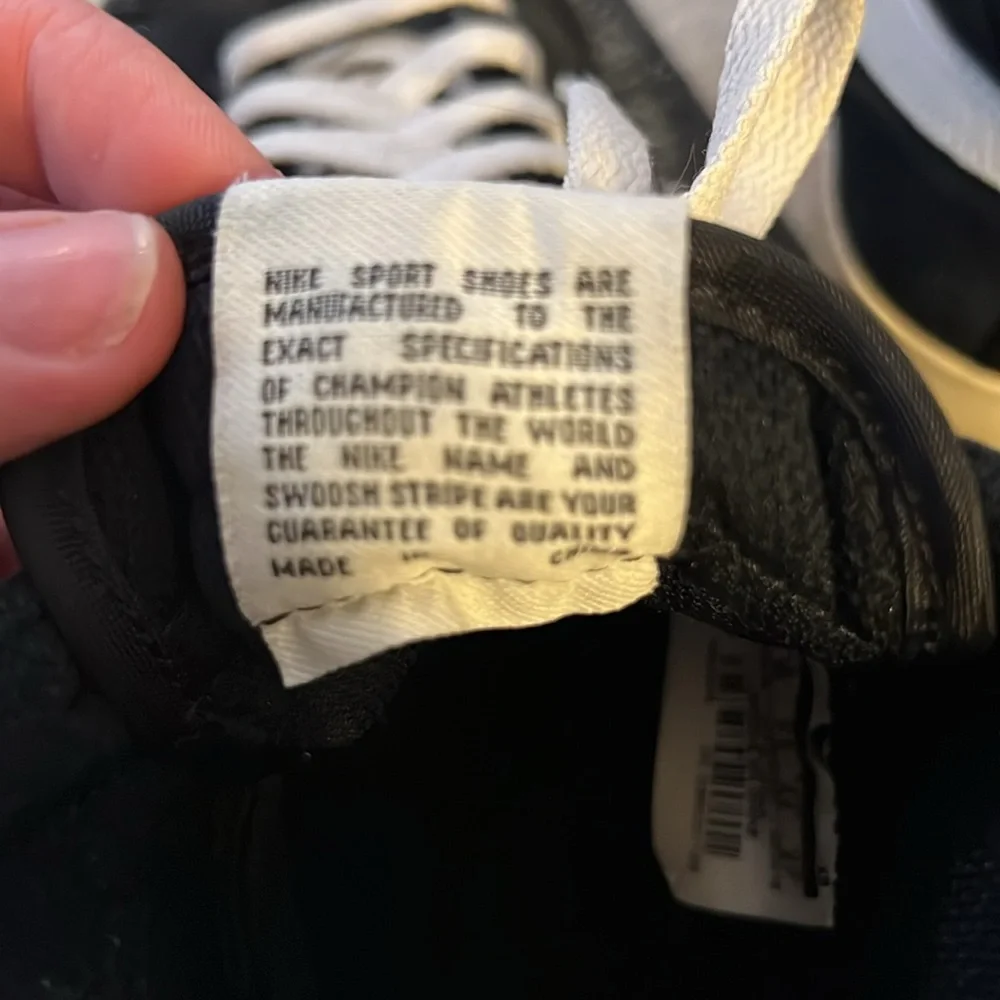 NIKE SPORT SHOES ARE
MANUFACTURED TO THE
EXACT SPECIFICATIONS
OF CHAMPION ATHLETES
THROUGHOUT THE WORLD
THE NIKE NAME AND
SWOOSH STRIPE ARE YOUR
GUARANTEE OF QUALITY
MADE